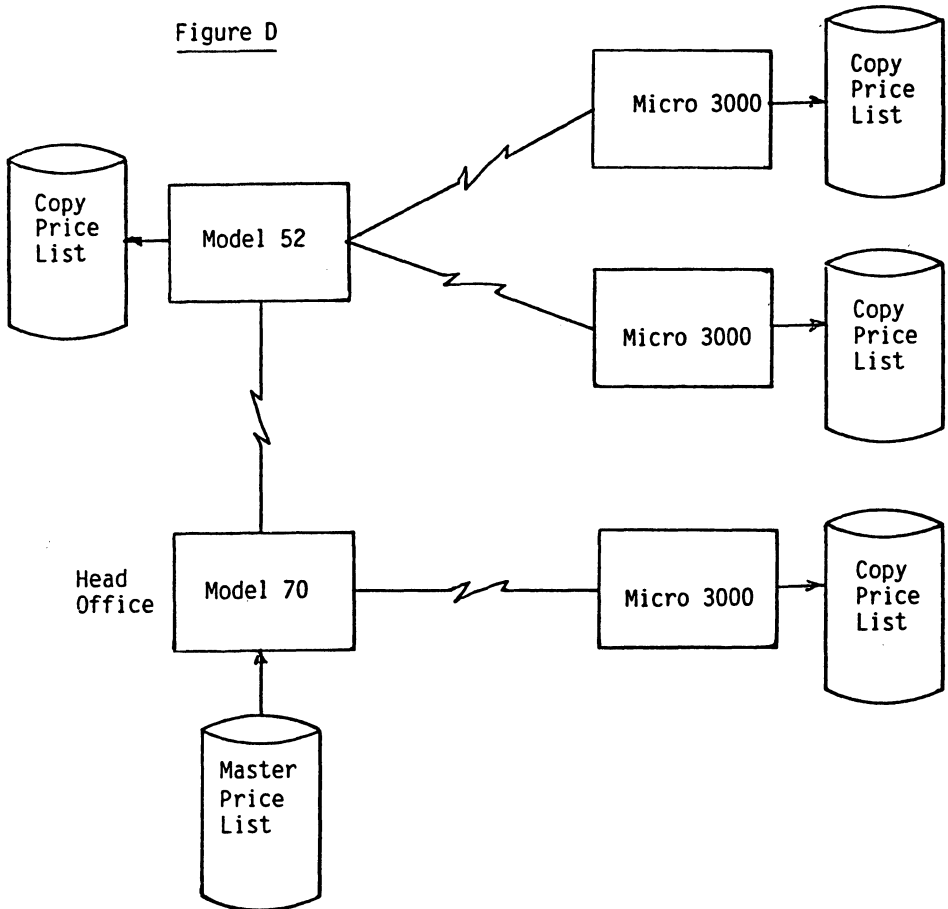 Figure D
Micro 3000
Copy
Price
List
Copy
Price
List
Model 52
Micro 3000
Copy
Price
List
Head
Office
Model 70
Micro 3000
Copy
Price
List
Master
Price
List